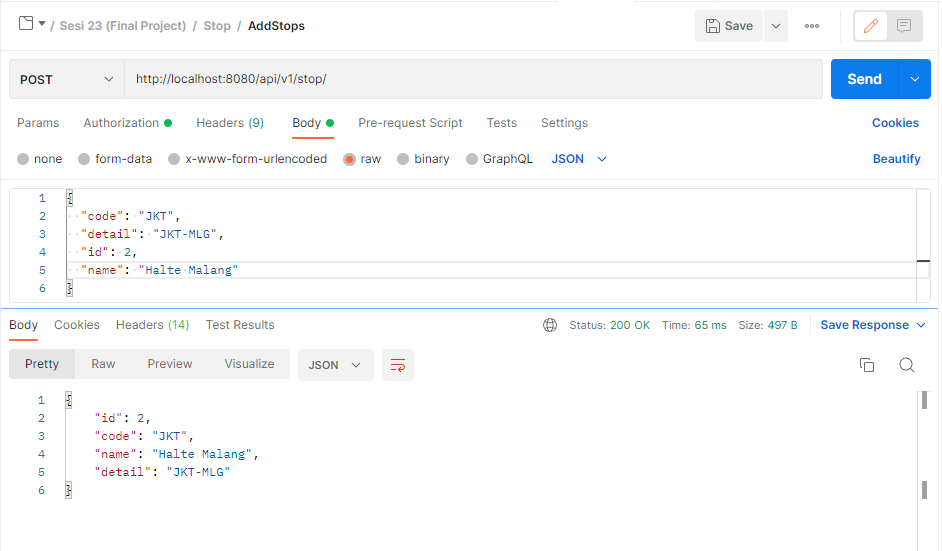 / Sesi 23 (Final Project) / Stop / AddStops
Save
POST
http://localhost:8080/api/v1/stop/
Send
Params Authorization Headers (9) Body Pre-request Script Tests Settings Cookies
none form-data x-www-form-urlencoded raw binary GraphQL JSON Beautify
1 {
2 "code": "JKT",
3 "detail": "JKT-MLG",
4 "id": 2,
5 "name": "Halte Malang"
6 }
Body Cookies Headers (14) Test Results Status: 200 OK Time: 65 ms Size: 497 B Save Response
Pretty Raw Preview Visualize JSON
1 {
2 "id": 2,
3 "code": "JKT",
4 "name": "Halte Malang",
5 "detail": "JKT-MLG"
6 }